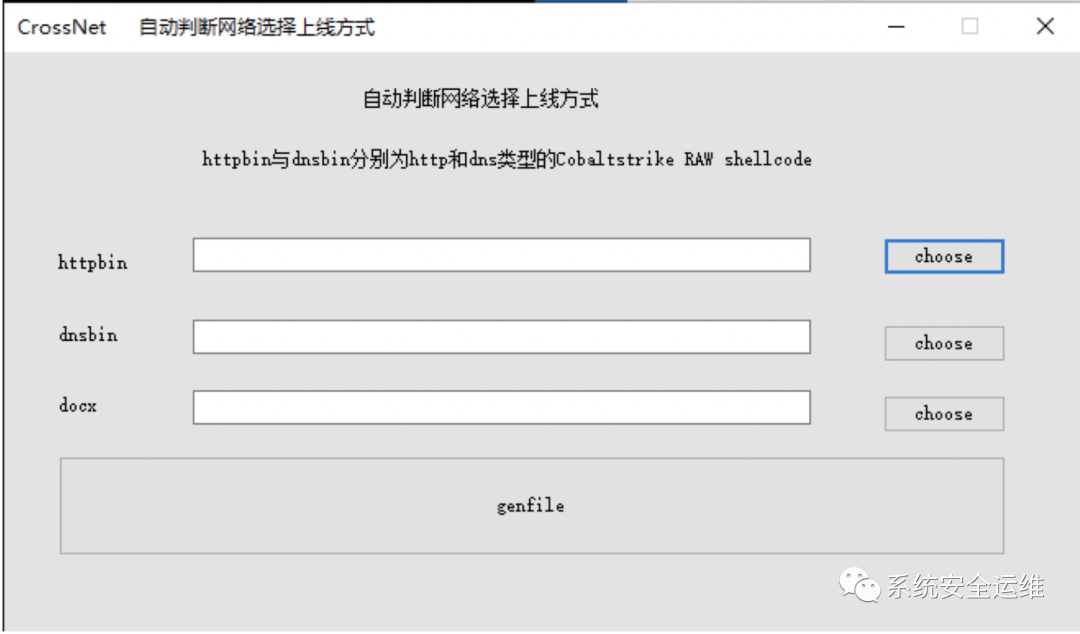 CrossNet 自动判断网络选择上线方式
自动判断网络选择上线方式
httpbin与dnsbin分别为http和dns类型的Cobaltstrike RAW shellcode
httpbin choose
dnsbin choose
docx choose
genfile
系统安全运维